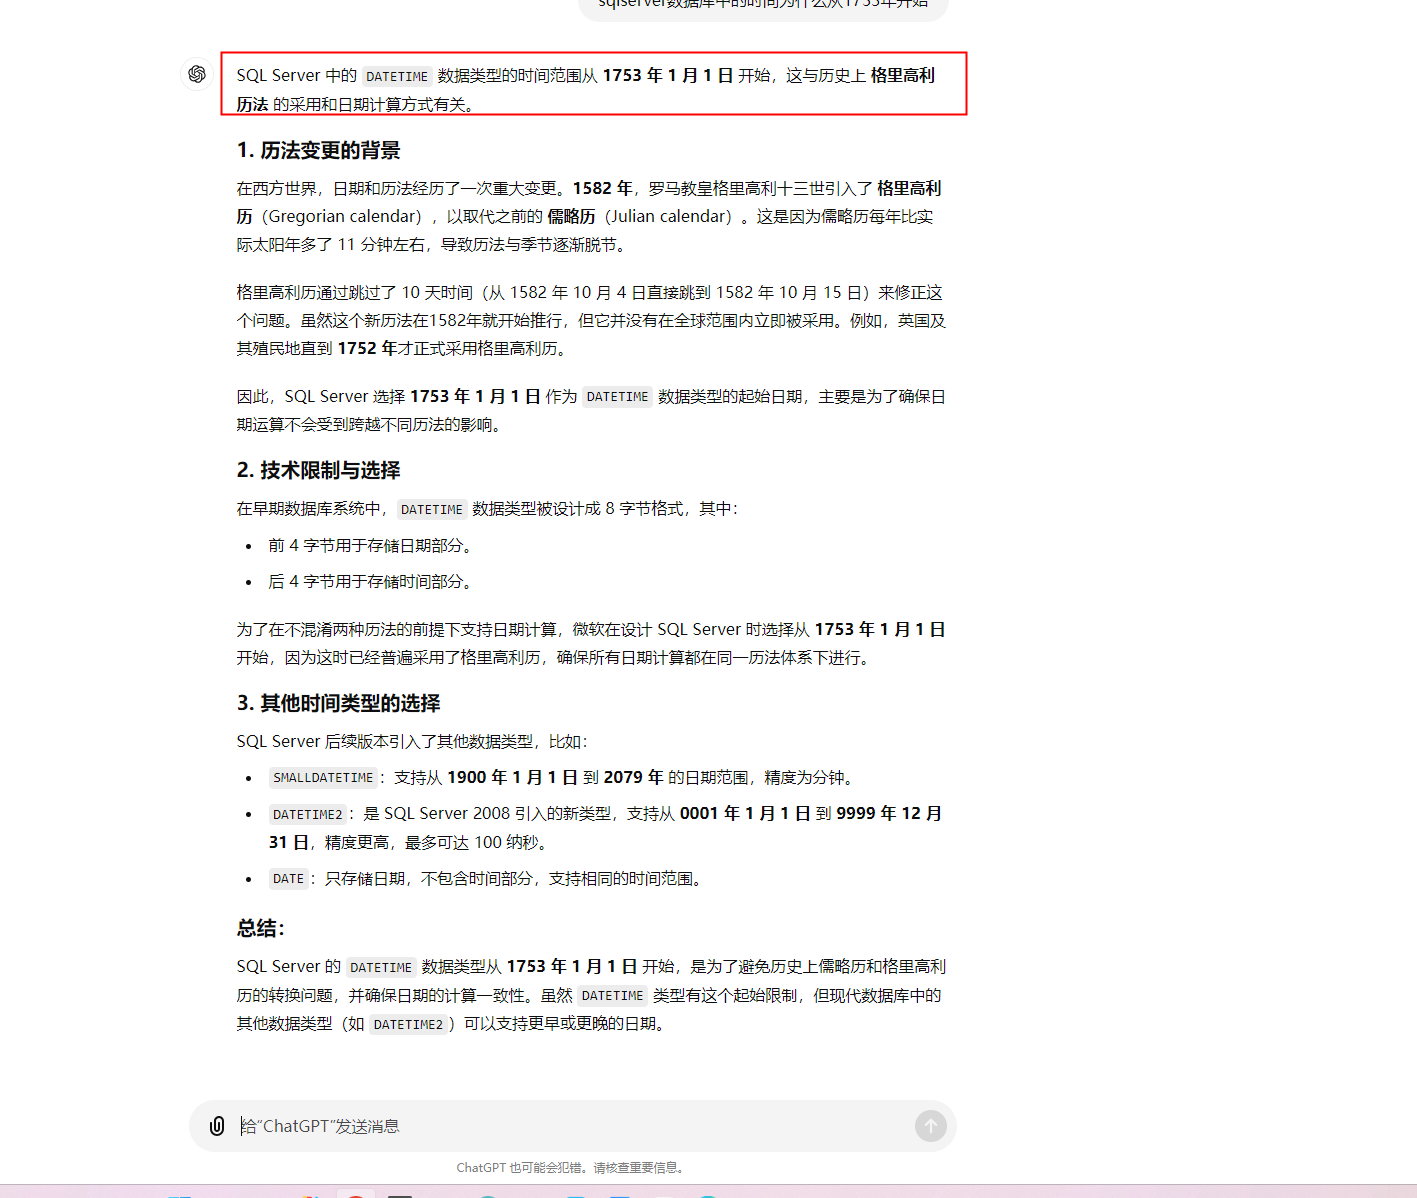 sqlserver数据库中的时间为什么从1753年开始
SQL Server 中的 DATETIME 数据类型的时间范围从 1753 年 1 月 1 日 开始，这与历史上 格里高利
历法 的采用和日期计算方式有关。
1. 历法变更的背景
在西方世界，日期和历法经历了一次重大变更。1582 年，罗马教皇格里高利十三世引入了 格里高利
历（Gregorian calendar），以取代之前的 儒略历（Julian calendar）。这是因为儒略历每年比实
际太阳年多了 11 分钟左右，导致历法与季节逐渐脱节。
格里高利历通过跳过了 10 天时间（从 1582 年 10 月 4 日直接跳到 1582 年 10 月 15 日）来修正这
个问题。虽然这个新历法在1582年就开始推行，但它并没有在全球范围内立即被采用。例如，英国及
其殖民地直到 1752 年才正式采用格里高利历。
因此，SQL Server 选择 1753 年 1 月 1 日 作为 DATETIME 数据类型的起始日期，主要是为了确保日
期运算不会受到跨越不同历法的影响。
2. 技术限制与选择
在早期数据库系统中，DATETIME 数据类型被设计成 8 字节格式，其中：
• 前 4 字节用于存储日期部分。
• 后 4 字节用于存储时间部分。
为了在不混淆两种历法的前提下支持日期计算，微软在设计 SQL Server 时选择从 1753 年 1 月 1 日
开始，因为这时已经普遍采用了格里高利历，确保所有日期计算都在同一历法体系下进行。
3. 其他时间类型的选择
SQL Server 后续版本引入了其他数据类型，比如：
• SMALLDATETIME：支持从 1900 年 1 月 1 日 到 2079 年 的日期范围，精度为分钟。
• DATETIME2：是 SQL Server 2008 引入的新类型，支持从 0001 年 1 月 1 日 到 9999 年 12 月
31 日，精度更高，最多可达 100 纳秒。
• DATE：只存储日期，不包含时间部分，支持相同的时间范围。
总结：
SQL Server 的 DATETIME 数据类型从 1753 年 1 月 1 日 开始，是为了避免历史上儒略历和格里高利
历的转换问题，并确保日期的计算一致性。虽然 DATETIME 类型有这个起始限制，但现代数据库中的
其他数据类型（如 DATETIME2）可以支持更早或更晚的日期。
给“ChatGPT”发送消息
ChatGPT 也可能会犯错。请核查重要信息。